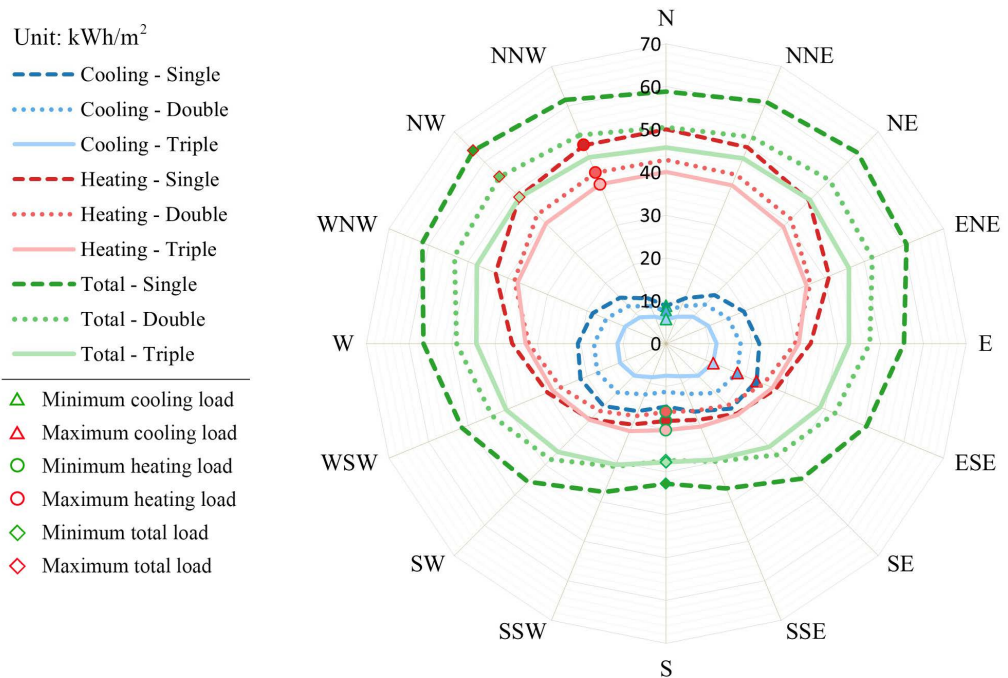 Unit: kWh/m²
Cooling - Single
Cooling - Double
Cooling - Triple
Heating - Single
Heating - Double
Heating - Triple
Total - Single
Total - Double
Total - Triple
Minimum cooling load
Maximum cooling load
Minimum heating load
Maximum heating load
Minimum total load
Maximum total load
N
NNE
NE
ENE
E
ESE
SE
SSE
S
SSW
SW
WSW
W
WNW
NW
NNW
70
60
50
40
30
20
10
0